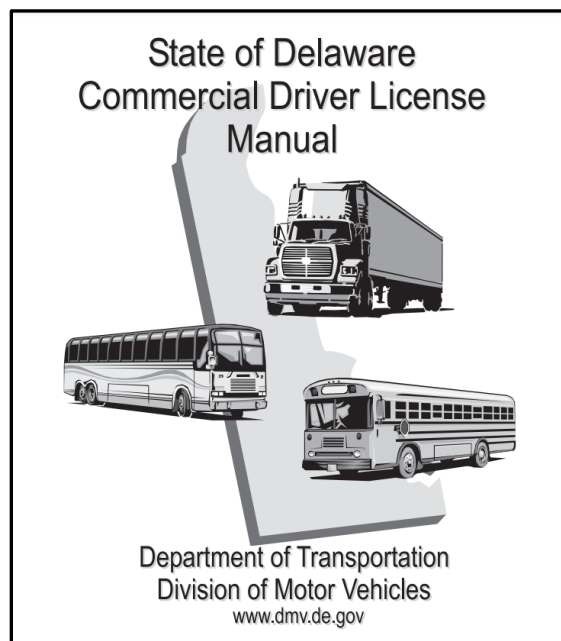 State of Delaware
Commercial Driver License
Manual
Department of Transportation
Division of Motor Vehicles
www.dmv.de.gov